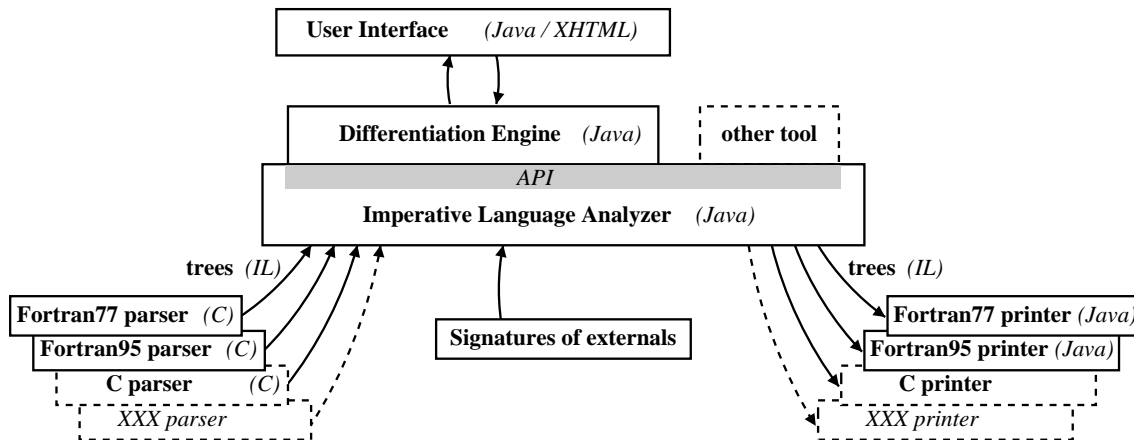 User Interface (Java / XHTML)
Differentiation Engine (Java)
other tool
API
Imperative Language Analyzer (Java)
trees (IL)
trees (IL)
Fortran77 parser (C)
Fortran95 parser (C)
C parser (C)
XXX parser
Signatures of externals
Fortran77 printer (Java)
Fortran95 printer (Java)
C printer
XXX printer